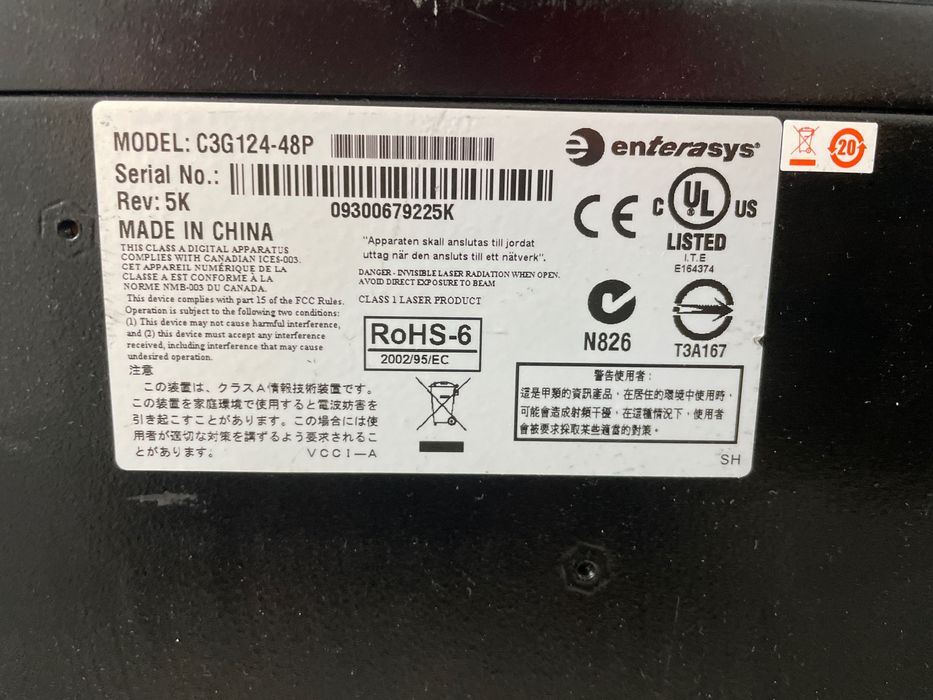 MODEL: C3G124-48P
enterasys®
20
Serial No.:
Rev: 5K
09300679225K
MADE IN CHINA
THIS CLASS A DIGITAL APPARATUS
COMPLIES WITH CANADIAN ICES-003.
CET APPAREIL NUMÉRIQUE DE LA
CLASSE A EST CONFORME À LA
NORME NMB-003 DU CANADA.
This device complies with part 15 of the FCC Rules.
Operation is subject to the following two conditions:
(1) This device may not cause harmful interference,
and (2) this device must accept any interference
received, including interference that may cause
undesired operation.
注意
この装置は、クラスA情報技術装置です。
この装置を家庭環境で使用すると電波妨害を
引き起こすことがあります。この場合には使
用者が適切な対策を講ずるよう要求されるこ
とがあります。 VCCI-A
"Apparaten skall anslutas till jordat
uttag när den ansluts till ett nätverk".
DANGER - INVISIBLE LASER RADIATION WHEN OPEN.
AVOID DIRECT EXPOSURE TO BEAM
CLASS 1 LASER PRODUCT
RoHS-6
2002/95/EC
CE
C UL US
LISTED
I.T.E
E164374
N826
T3A167
警告使用者:
這是甲類的資訊產品，在居住的環境中使用時，
可能會造成射頻干擾，在這種情況下，使用者
會被要求採取某些適當的對策。
SH